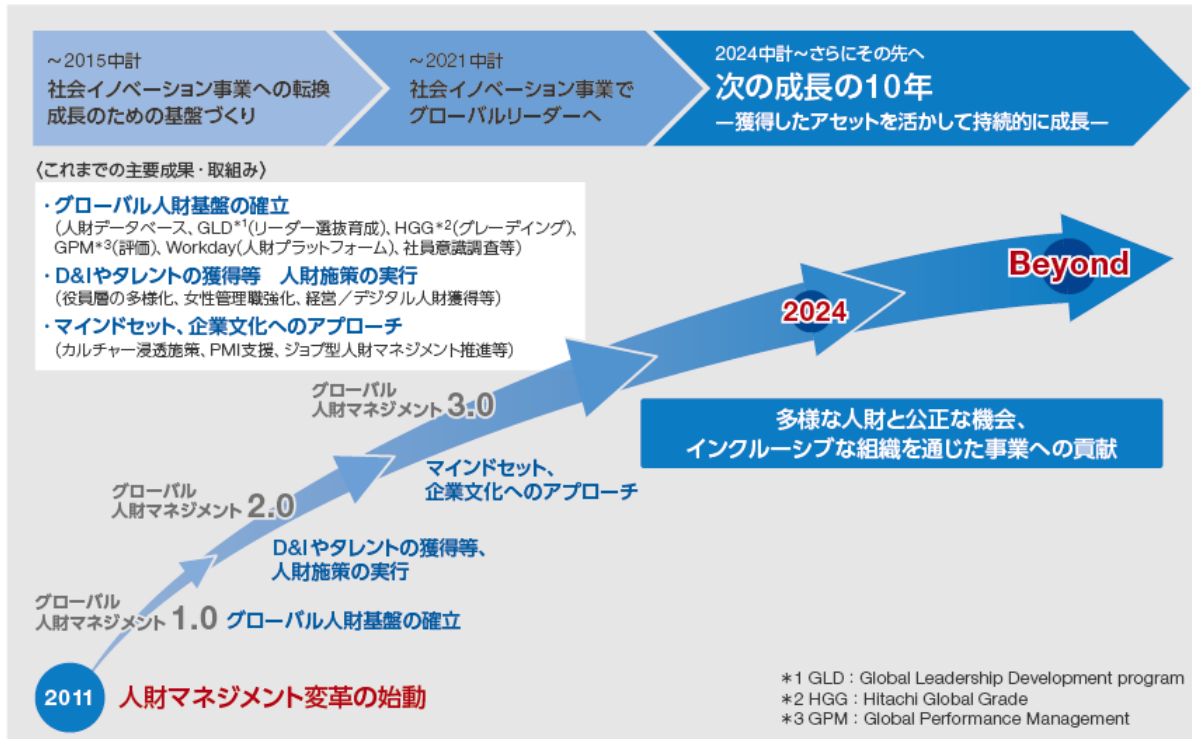 ～2015中計
社会イノベーション事業への転換
成長のための基盤づくり
～2021中計
社会イノベーション事業で
グローバルリーダーへ
2024中計～さらにその先へ
次の成長の10年
―獲得したアセットを活かして持続的に成長―
〈これまでの主要成果・取組み〉
・グローバル人財基盤の確立
(人財データベース、GLD*1(リーダー選抜育成)、HGG*2(グレーデイング)、
GPM*3(評価)、Workday(人財プラットフォーム)、社員意識調査等)
・D&Iやタレントの獲得等　人財施策の実行
(役員層の多様化、女性管理職強化、経営／デジタル人財獲得等)
・マインドセット、企業文化へのアプローチ
(カルチャー浸透施策、PMI支援、ジョブ型人財マネジメント推進等)
Beyond
2024
グローバル
人財マネジメント 3.0
多様な人財と公正な機会、
インクルーシブな組織を通じた事業への貢献
マインドセット、
企業文化へのアプローチ
グローバル
人財マネジメント 2.0
D&Iやタレントの獲得等、
人財施策の実行
グローバル
人財マネジメント 1.0 グローバル人財基盤の確立
2011 人財マネジメント変革の始動
*1 GLD：Global Leadership Development program
*2 HGG：Hitachi Global Grade
*3 GPM：Global Performance Management